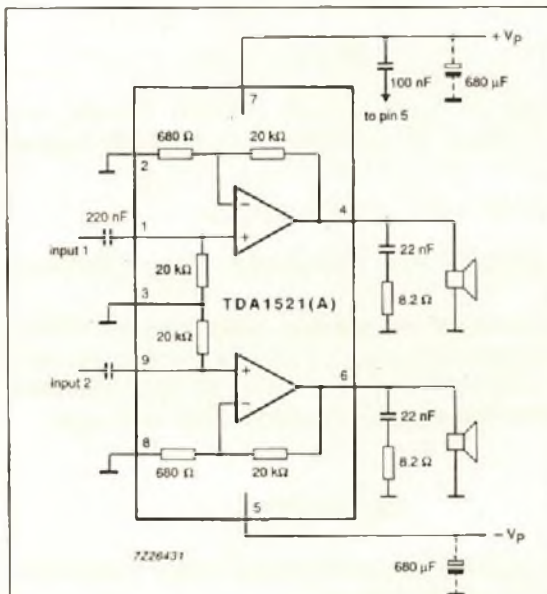 + Vp
100 nF
680 µF
to pin 5
7
680 Ω
20 kΩ
2
220 nF
1
input 1
4
22 nF
20 kΩ
3
TDA1521(A)
8.2 Ω
20 kΩ
9
input 2
6
22 nF
8
680 Ω
20 kΩ
8.2 Ω
5
7Z26431
− Vp
680 µF